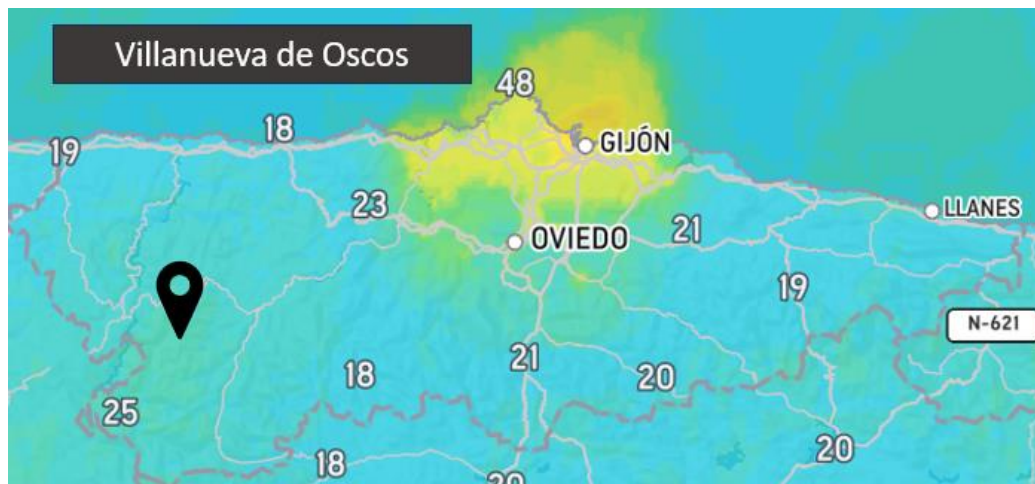 Villanueva de Oscos
48
18
19
GIJÓN
23
LLANES
OVIEDO
21
19
N-621
18
21
20
25
18
20
20